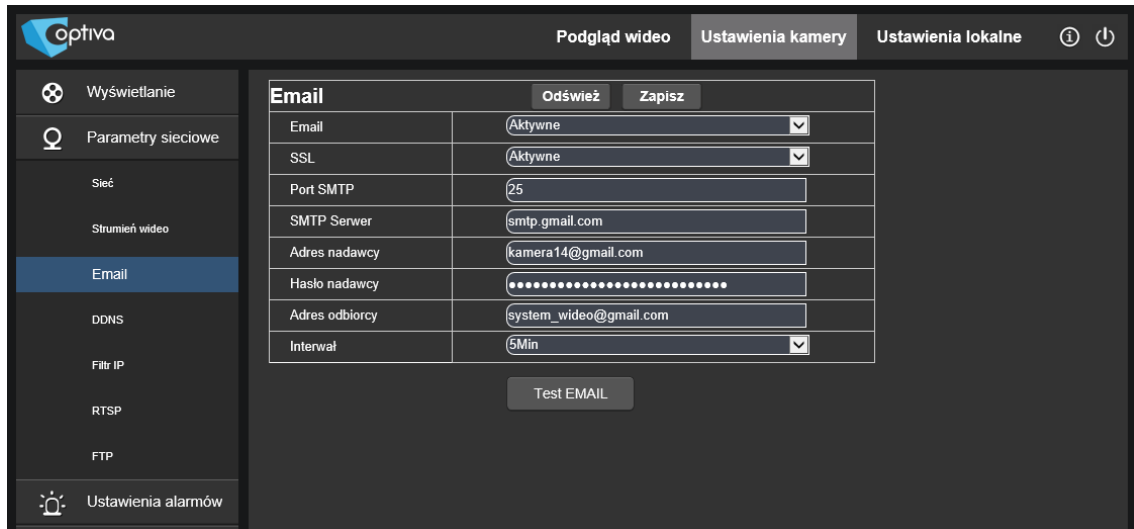 optiva
Podgląd wideo Ustawienia kamery Ustawienia lokalne
Wyświetlanie
Parametry sieciowe
Sieć
Strumień wideo
Email
DDNS
Filtr IP
RTSP
FTP
Ustawienia alarmów
Email Odśwież Zapisz
Email Aktywne
SSL Aktywne
Port SMTP 25
SMTP Serwer smtp.gmail.com
Adres nadawcy kamera14@gmail.com
Hasło nadawcy •••••••••••••••••••••••••••
Adres odbiorcy system_wideo@gmail.com
Interwał 5Min
Test EMAIL